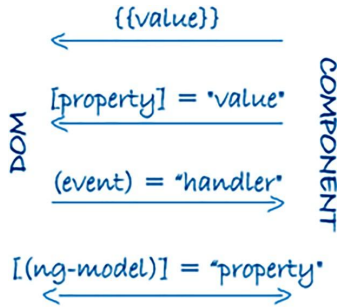 {{value}}
[property] = "value"
(event) = "handler"
[(ng-model)] = "property"
DOM
COMPONENT